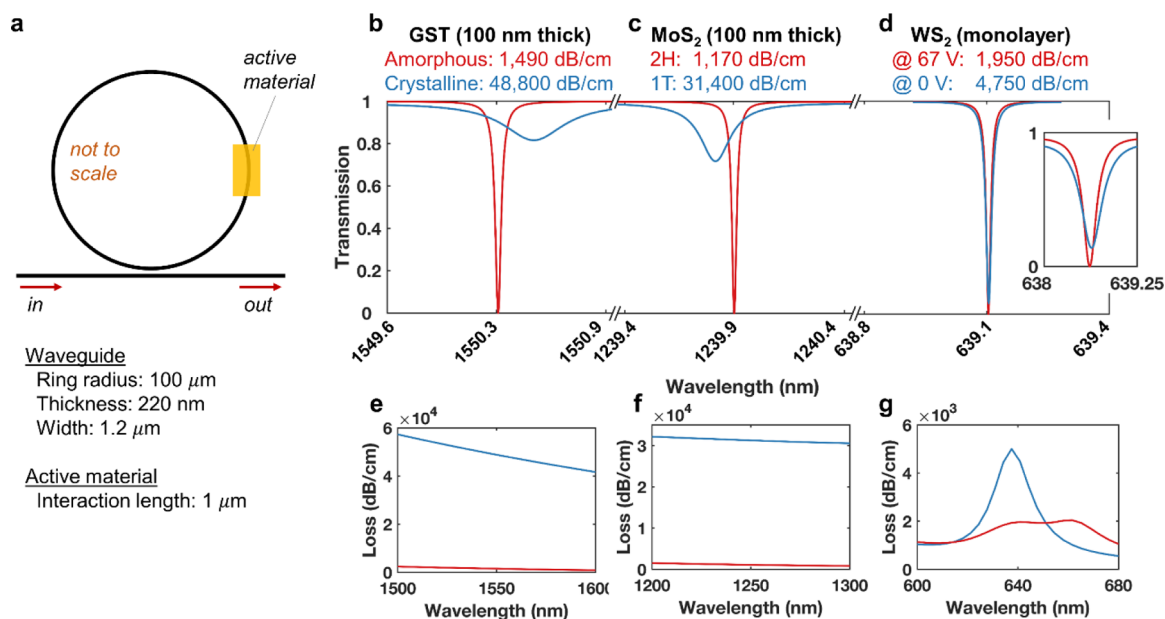 a
active
material
not to
scale
in
out
Waveguide
Ring radius: 100 μm
Thickness: 220 nm
Width: 1.2 μm
Active material
Interaction length: 1 μm
b
GST (100 nm thick)
Amorphous: 1,490 dB/cm
Crystalline: 48,800 dB/cm
c
MoS₂ (100 nm thick)
2H: 1,170 dB/cm
1T: 31,400 dB/cm
d
WS₂ (monolayer)
@ 67 V: 1,950 dB/cm
@ 0 V: 4,750 dB/cm
Transmission
1
0.8
0.6
0.4
0.2
0
1549.6
1550.3
1550.9
1239.4
1239.9
1240.4
638.8
639.1
639.4
1
0
638
639.25
Wavelength (nm)
e
×10⁴
Loss (dB/cm)
6
4
2
0
1500
1550
160
Wavelength (nm)
f
×10⁴
Loss (dB/cm)
3
2
1
0
1200
1250
1300
Wavelength (nm)
g
×10³
Loss (dB/cm)
6
4
2
0
600
640
680
Wavelength (nm)